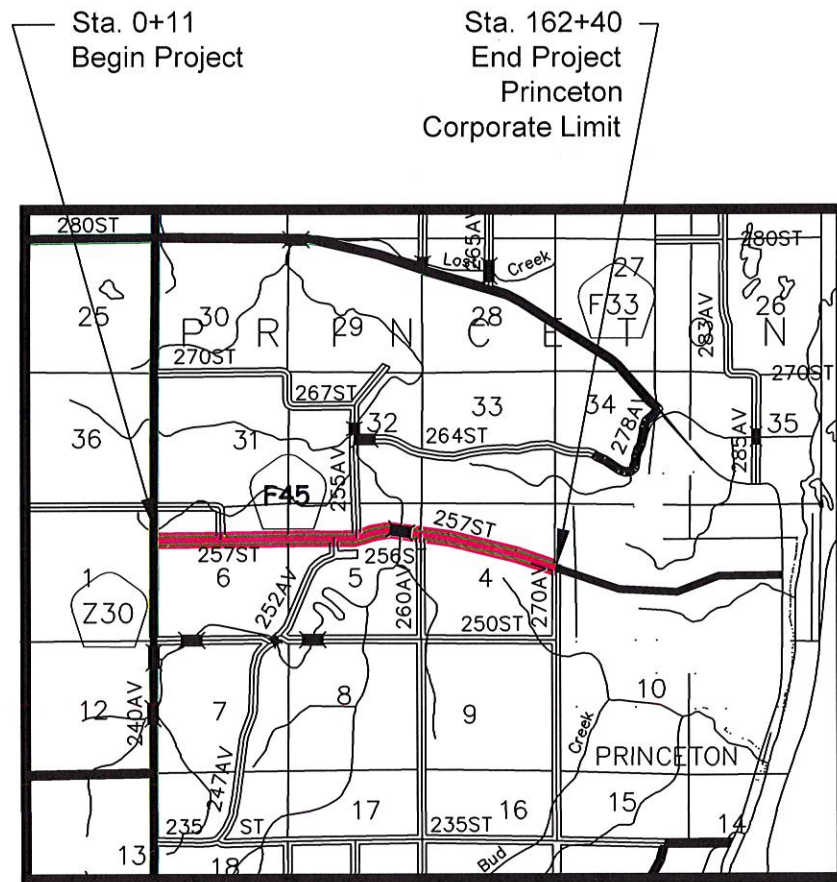 Sta. 0+11
Begin Project
Sta. 162+40
End Project
Princeton
Corporate Limit
280ST
265AV
Lost
Creek
280ST
27
F33
26
25
P R I N C E T N
30
29
28
283AV
270ST
270ST
267ST
32
33
34
278AV
35
36
31
264ST
285AV
255AV
F45
257ST
257ST
256S
1
6
5
4
Z30
252AV
260AV
270AV
250ST
12
7
8
9
10
240AV
247AV
Creek
PRINCETON
235 ST
17
16
15
235ST
14
13
18
Bud